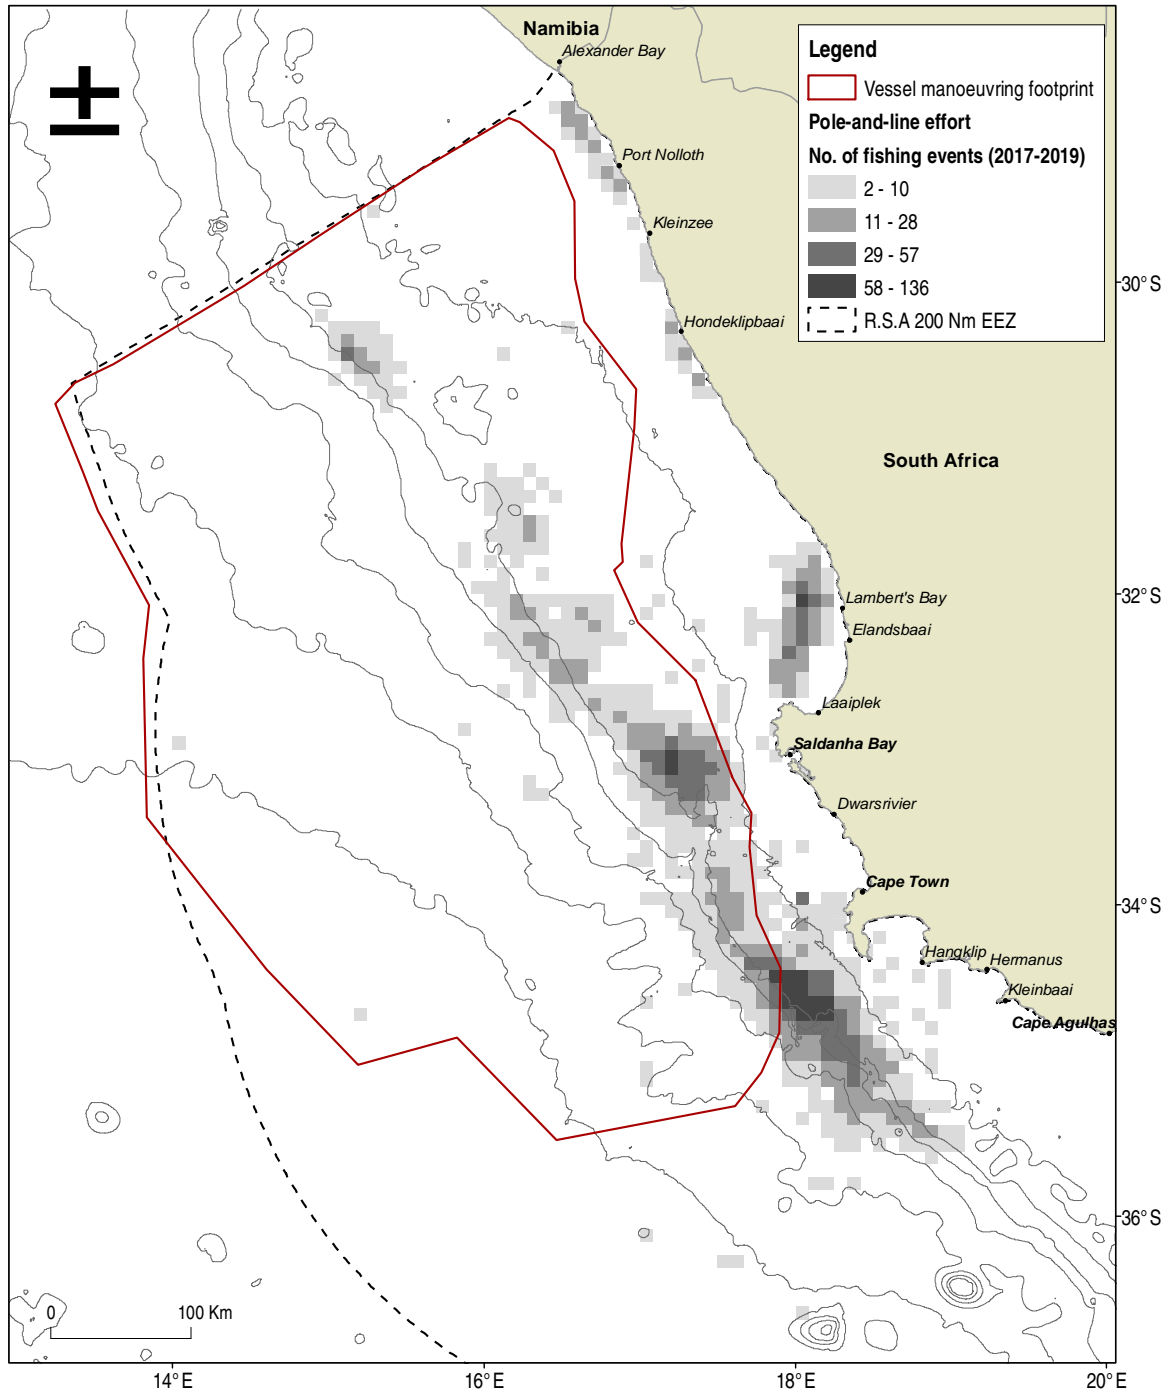 Namibia
Alexander Bay
Port Nolloth
Kleinzee
Hondeklipbaai
South Africa
Lambert's Bay
Elandsbaai
Laaiplek
Saldanha Bay
Dwarsrivier
Cape Town
Hangklip
Hermanus
Kleinbaai
Cape Agulhas
Legend
Vessel manoeuvring footprint
Pole-and-line effort
No. of fishing events (2017-2019)
2 - 10
11 - 28
29 - 57
58 - 136
R.S.A 200 Nm EEZ
30°S
32°S
34°S
36°S
0 100 Km
14°E 16°E 18°E 20°E